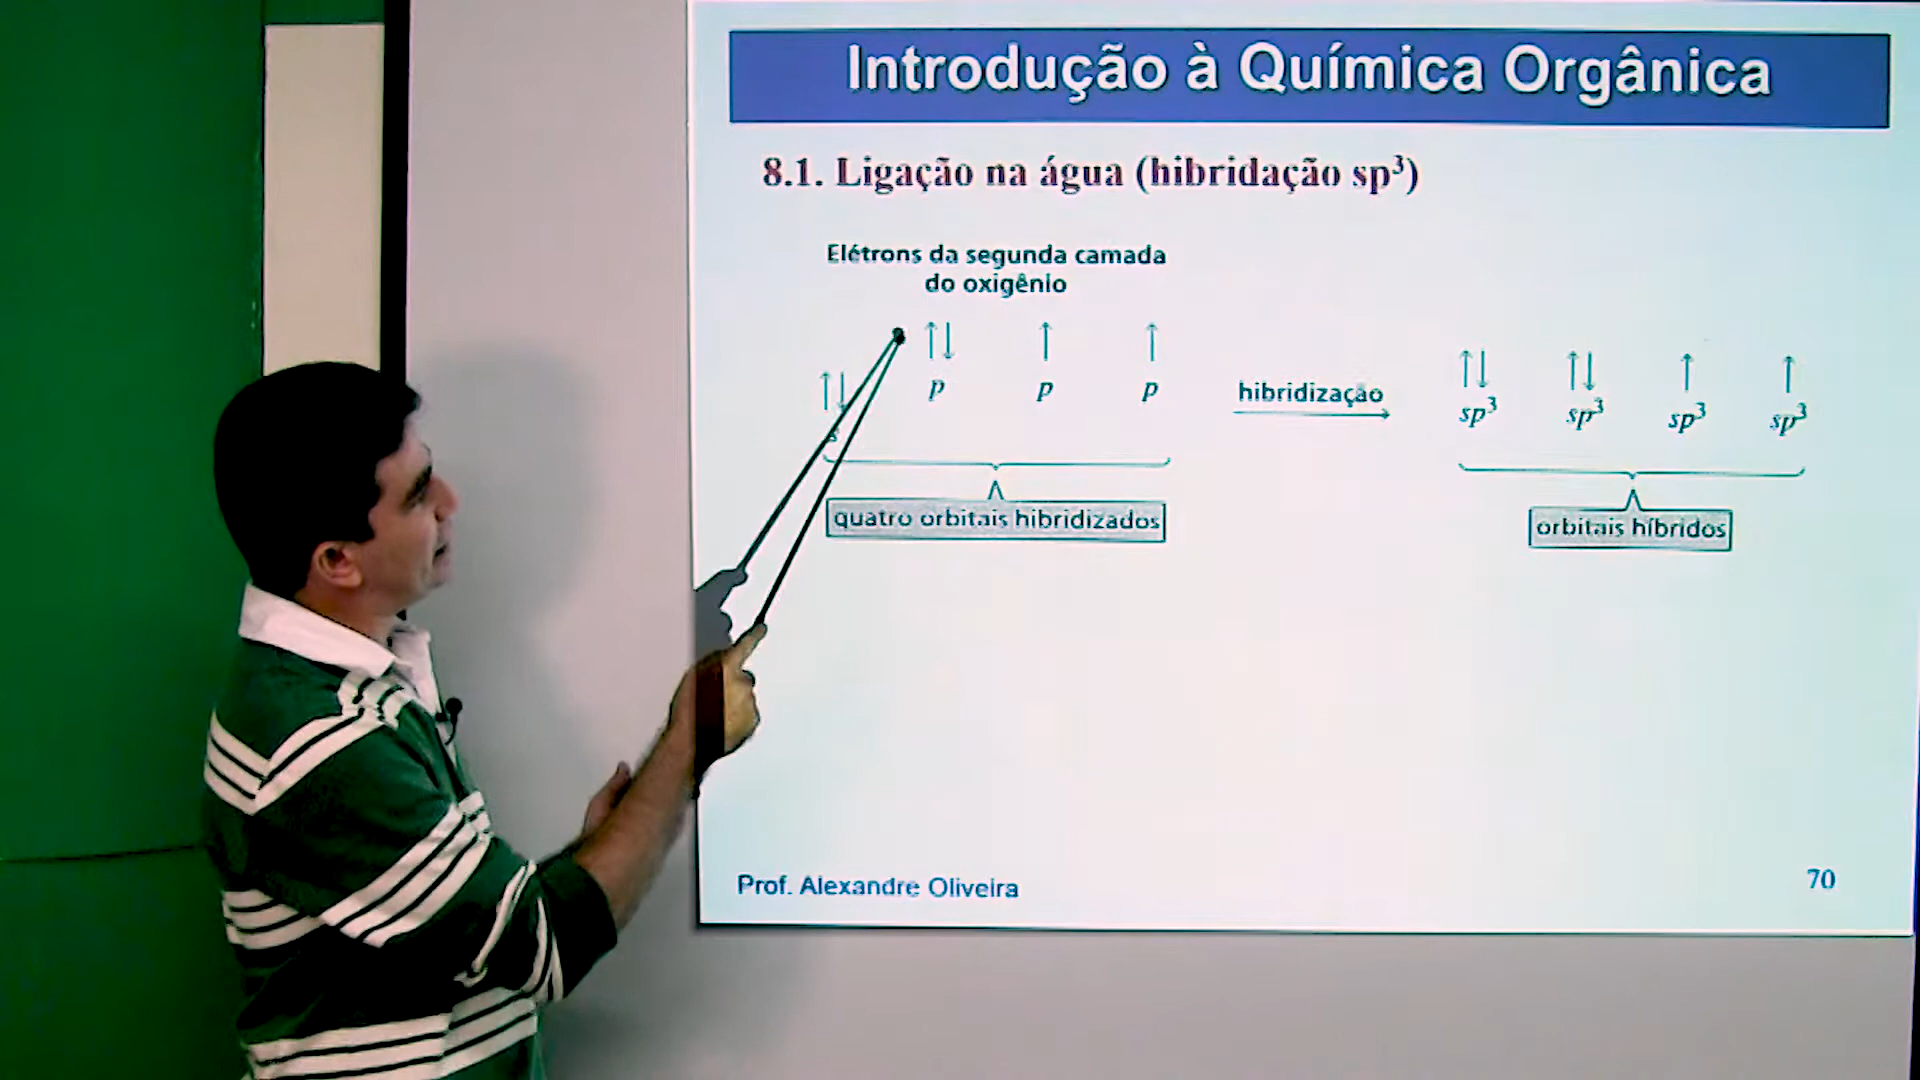 Introdução à Química Orgânica
8.1. Ligação na água (hibridação sp³)
Elétrons da segunda camada
do oxigênio
↑↓ ↑↓ ↑ ↑
s p p p
hibridização
↑↓ ↑↓ ↑ ↑
sp³ sp³ sp³ sp³
quatro orbitais hibridizados
orbitais híbridos
Prof. Alexandre Oliveira
70